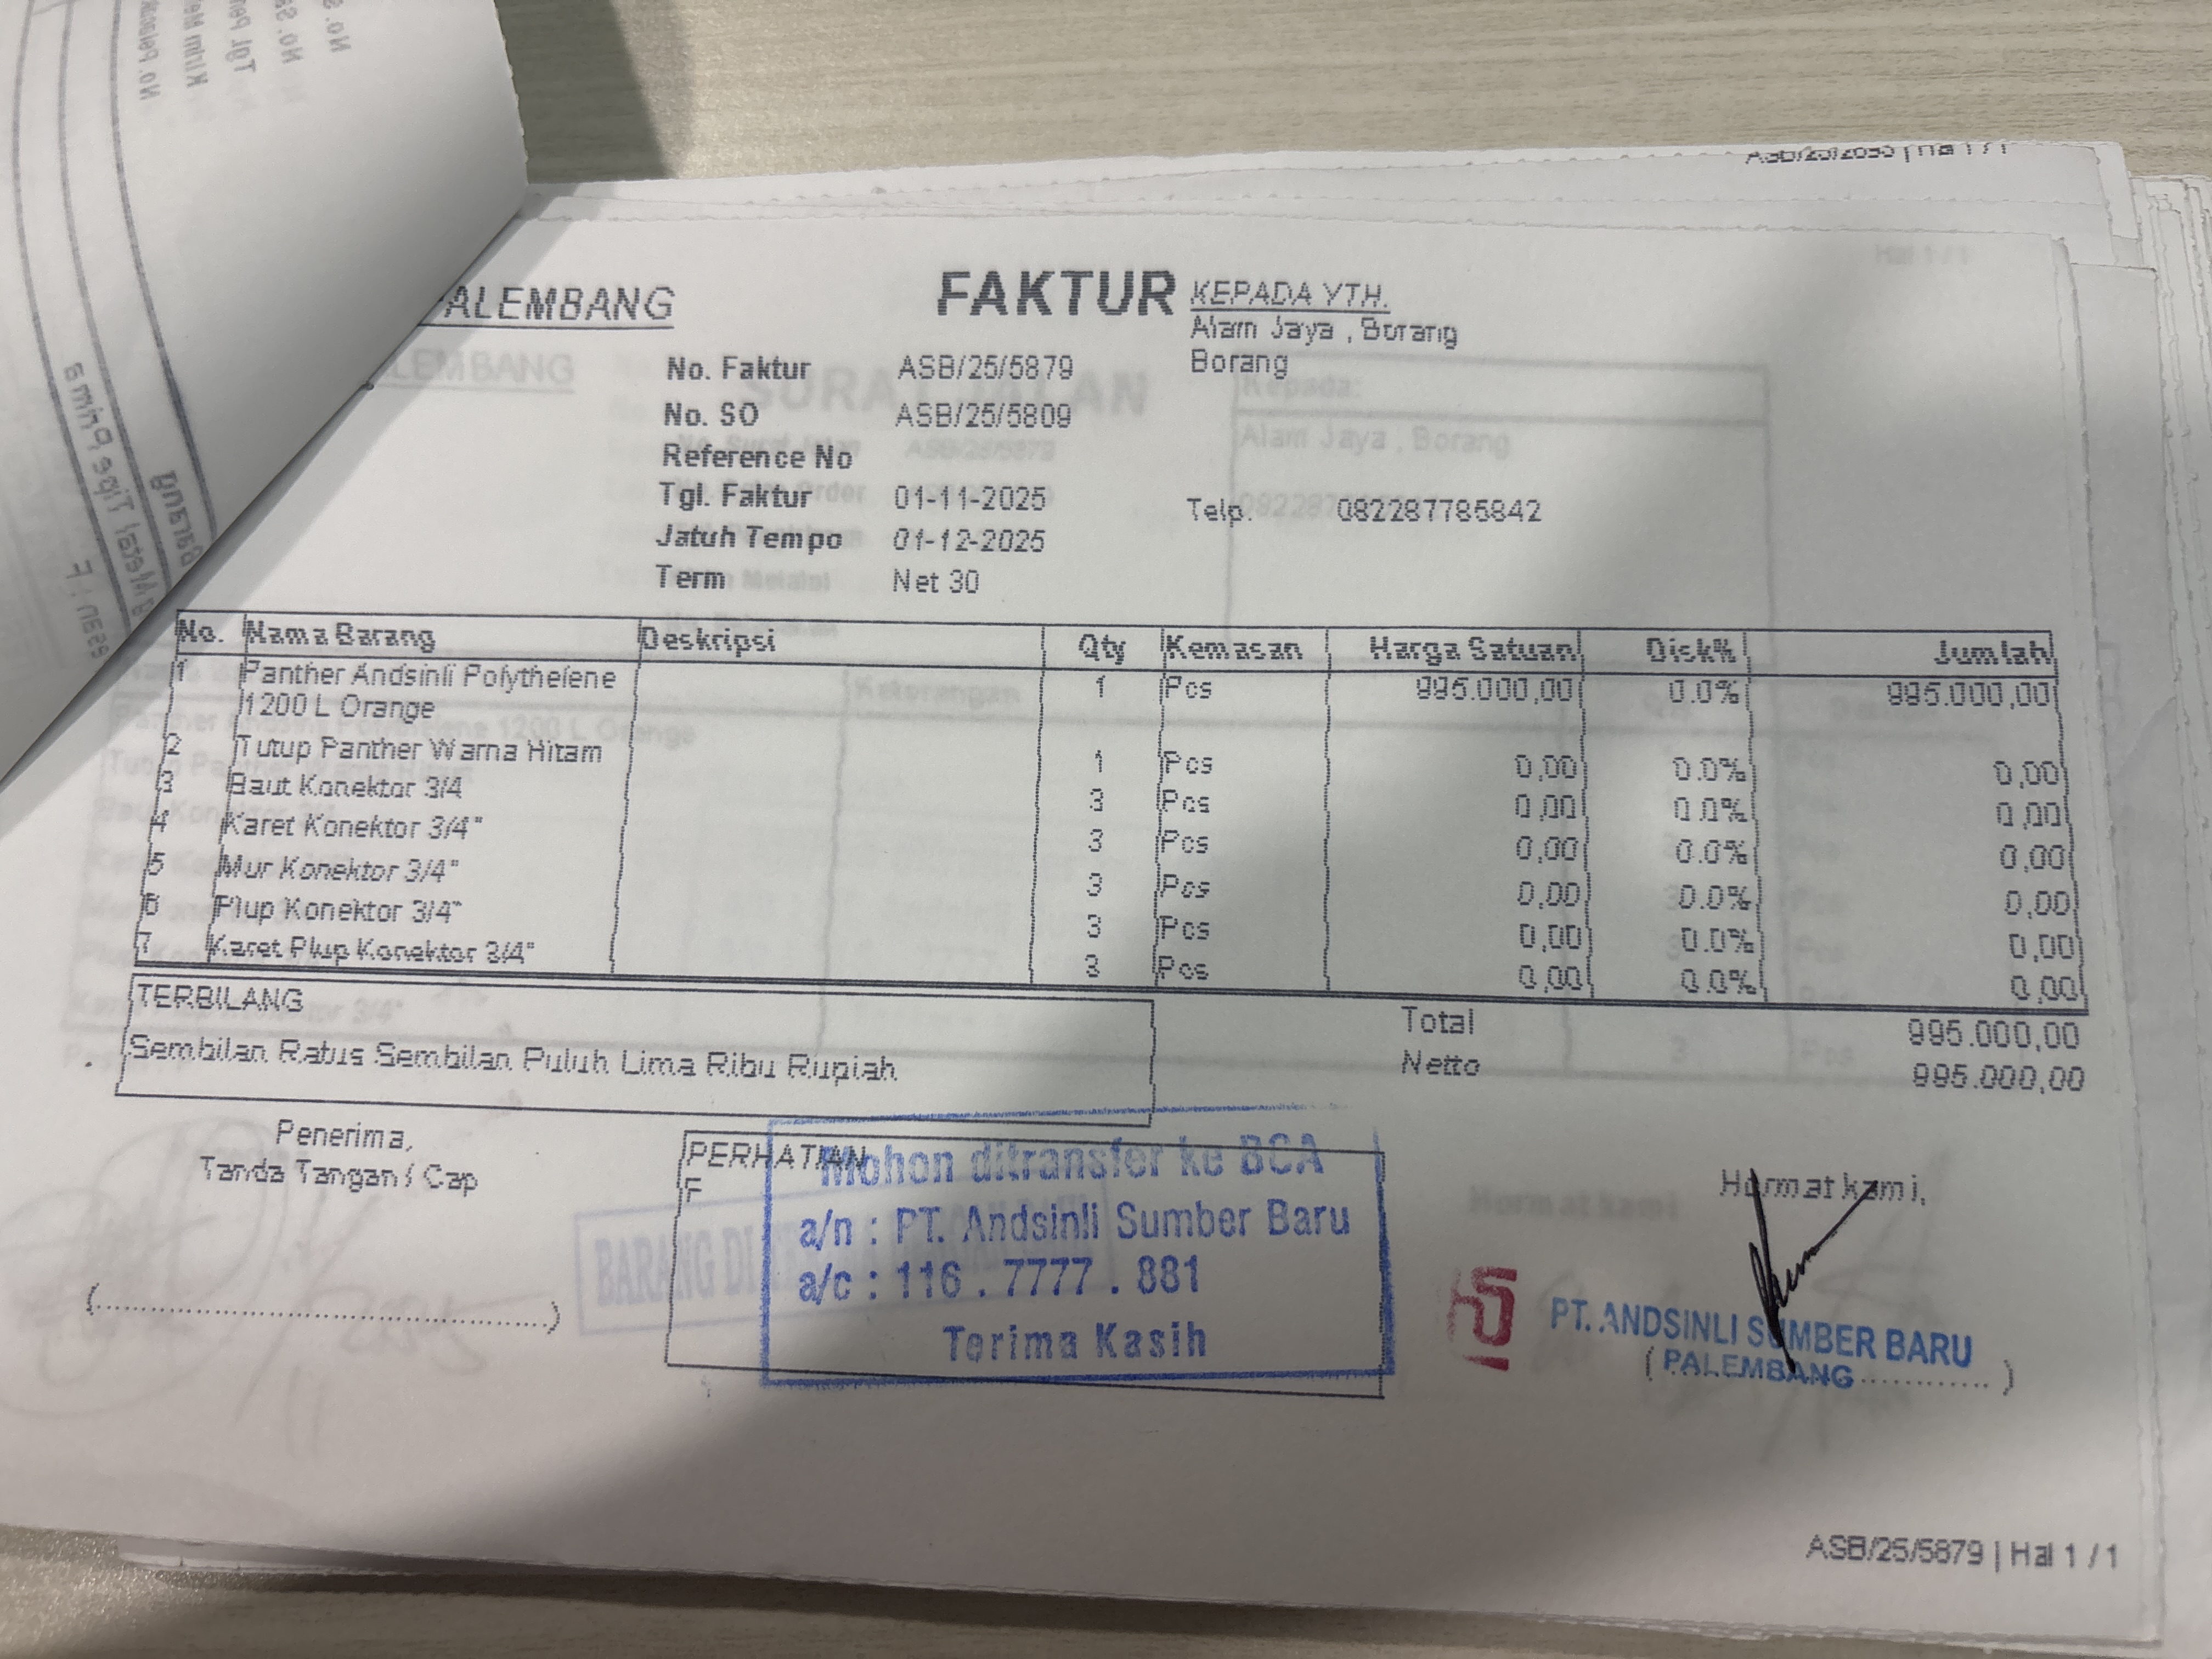 ALEMBANG
FAKTUR
KEPADA YTH.
Alam Jaya , Borang
Borang
No. Faktur ASB/25/5879
No. SO ASB/25/5809
Reference No
Tgl. Faktur 01-11-2025
Telp. 082287785842
Jatuh Tempo 01-12-2025
Term Net 30
No. Nama Barang Deskripsi Qty Kemasan Harga Satuan Disk% Jumlah
1 Panther Andsinli Polythelene 1 Pcs 995.000,00 0.0% 995.000,00
1200 L Orange
2 Tutup Panther Warna Hitam 1 Pcs 0,00 0.0% 0,00
3 Baut Konektor 3/4 3 Pcs 0,00 0.0% 0,00
4 Karet Konektor 3/4" 3 Pcs 0,00 0.0% 0,00
5 Mur Konektor 3/4" 3 Pcs 0,00 0.0% 0,00
6 Plup Konektor 3/4" 3 Pcs 0,00 0.0% 0,00
7 Karet Plup Konektor 3/4" 3 Pcs 0,00 0.0% 0,00
TERBILANG
Sembilan Ratus Sembilan Puluh Lima Ribu Rupiah
Total 995.000,00
Netto 995.000,00
Penerima,
Tanda Tangan / Cap
(..............................................)
PERHATIAN
F
Mohon ditransfer ke BCA
a/n : PT. Andsinli Sumber Baru
a/c : 116 . 7777 . 881
Terima Kasih
Hormat kami,
PT. ANDSINLI SUMBER BARU
( PALEMBANG ............. )
ASB/25/5879 | Hal 1 / 1